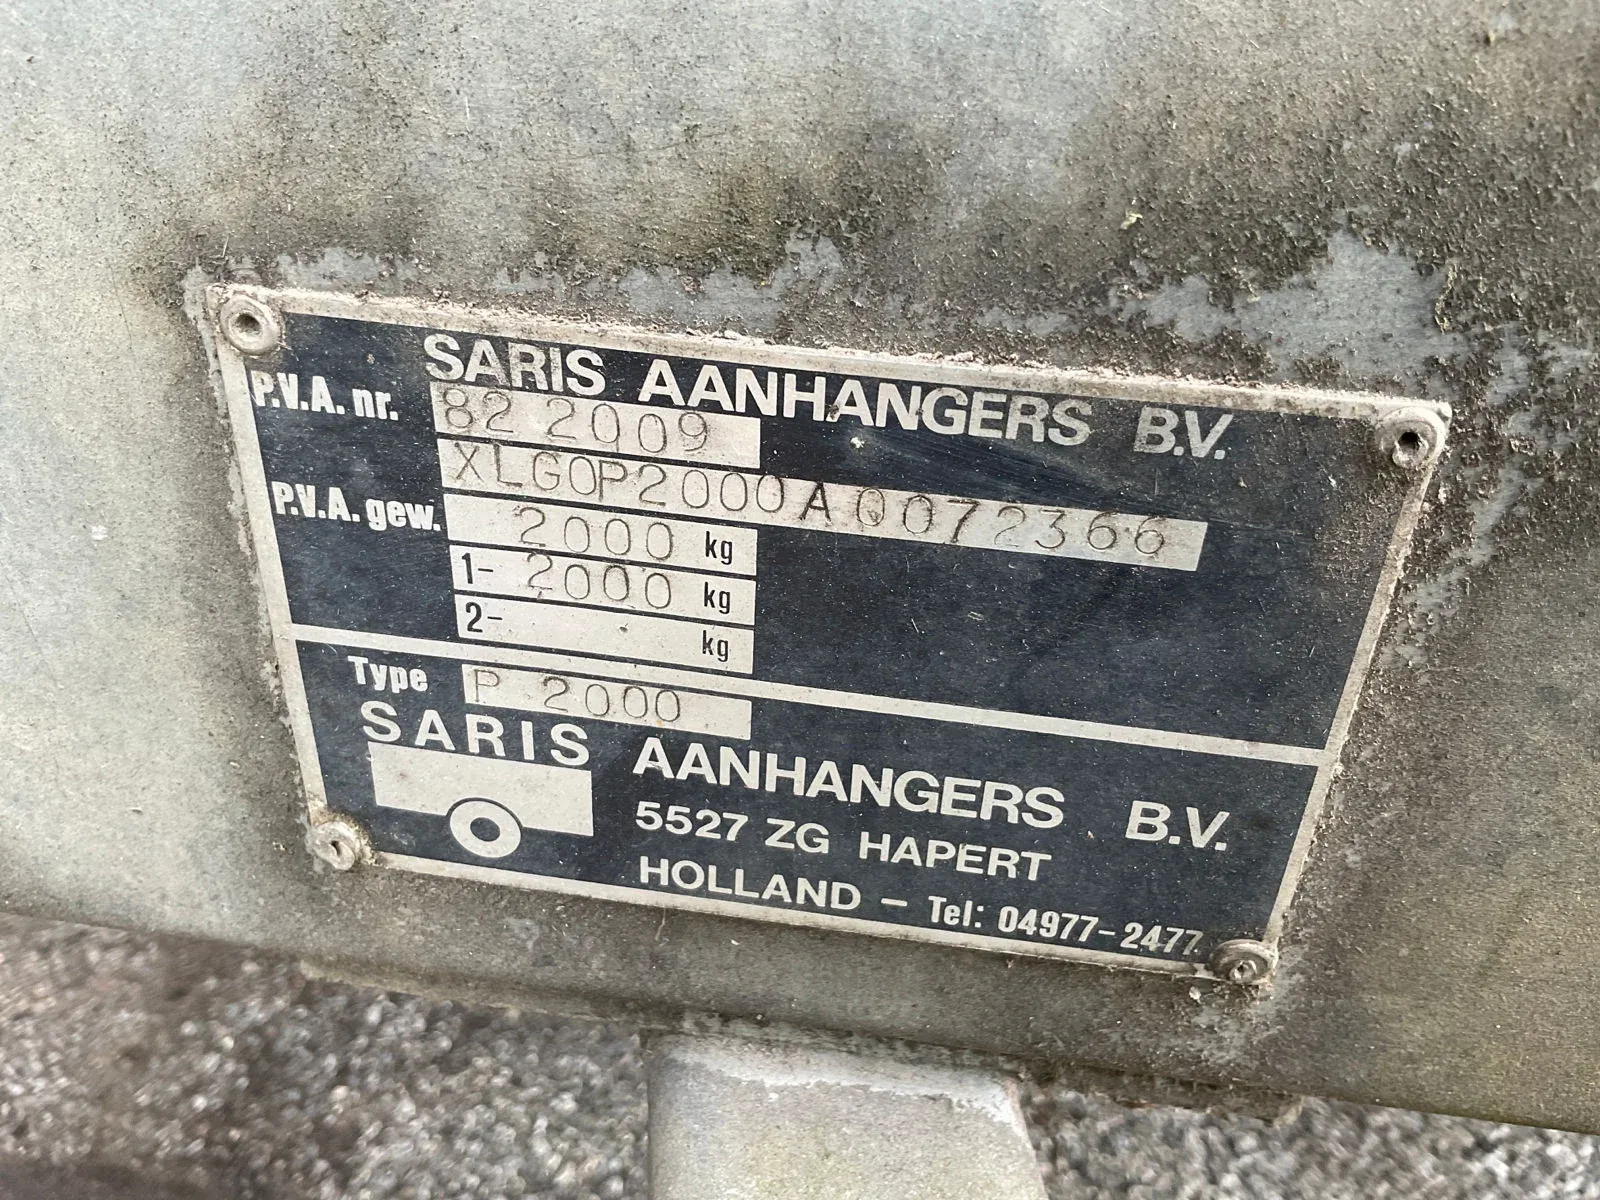 SARIS AANHANGERS B.V.
P.V.A. nr. 82 2009
XLG0P2000A0072366
P.V.A. gew. 2000 kg
1- 2000 kg
2- kg
Type P 2000
SARIS AANHANGERS B.V.
5527 ZG HAPERT
HOLLAND - Tel: 04977-2477